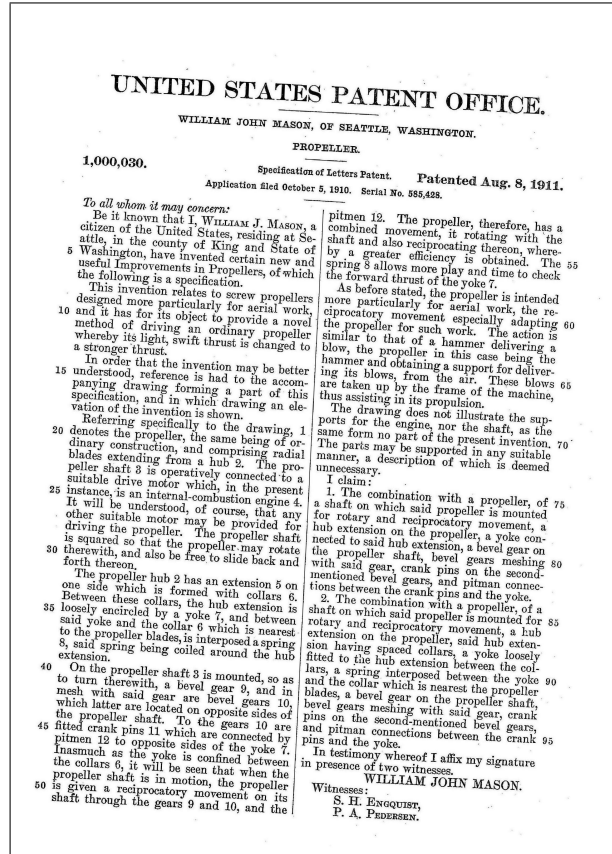 UNITED STATES PATENT OFFICE.
WILLIAM JOHN MASON, OF SEATTLE, WASHINGTON.
PROPELLER.
1,000,030.
Specification of Letters Patent.
Patented Aug. 8, 1911.
Application filed October 5, 1910. Serial No. 585,428.
To all whom it may concern:
Be it known that I, WILLIAM J. MASON, a
citizen of the United States, residing at Se-
attle, in the county of King and State of
5 Washington, have invented certain new and
useful Improvements in Propellers, of which
the following is a specification.
This invention relates to screw propellers
designed more particularly for aerial work,
10 and it has for its object to provide a novel
method of driving an ordinary propeller
whereby its light, swift thrust is changed to
a stronger thrust.
In order that the invention may be better
15 understood, reference is had to the accom-
panying drawing forming a part of this
specification, and in which drawing an ele-
vation of the invention is shown.
Referring specifically to the drawing, 1
20 denotes the propeller, the same being of or-
dinary construction, and comprising radial
blades extending from a hub 2. The pro-
peller shaft 3 is operatively connected to a
suitable drive motor which, in the present
25 instance, is an internal-combustion engine 4.
It will be understood, of course, that any
other suitable motor may be provided for
driving the propeller. The propeller shaft
is squared so that the propeller may rotate
30 therewith, and also be free to slide back and
forth thereon.
The propeller hub 2 has an extension 5 on
one side which is formed with collars 6.
Between these collars, the hub extension is
35 loosely encircled by a yoke 7, and between
said yoke and the collar 6 which is nearest
to the propeller blades, is interposed a spring
8, said spring being coiled around the hub
extension.
40 On the propeller shaft 3 is mounted, so as
to turn therewith, a bevel gear 9, and in
mesh with said gear are bevel gears 10,
which latter are located on opposite sides of
the propeller shaft. To the gears 10 are
45 fitted crank pins 11 which are connected by
pitmen 12 to opposite sides of the yoke 7.
Inasmuch as the yoke is confined between
the collars 6, it will be seen that when the
propeller shaft is in motion, the propeller
50 is given a reciprocatory movement on its
shaft through the gears 9 and 10, and the
pitmen 12. The propeller, therefore, has a
combined movement, it rotating with the
shaft and also reciprocating thereon, where-
by a greater efficiency is obtained. The 55
spring 8 allows more play and time to check
the forward thrust of the yoke 7.
As before stated, the propeller is intended
more particularly for aerial work, the re-
ciprocatory movement especially adapting 60
the propeller for such work. The action is
similar to that of a hammer delivering a
blow, the propeller in this case being the
hammer and obtaining a support for deliver-
ing its blows, from the air. These blows 65
are taken up by the frame of the machine,
thus assisting in its propulsion.
The drawing does not illustrate the sup-
ports for the engine, nor the shaft, as the
same form no part of the present invention. 70
The parts may be supported in any suitable
manner, a description of which is deemed
unnecessary.
I claim:
1. The combination with a propeller, of 75
a shaft on which said propeller is mounted
for rotary and reciprocatory movement, a
hub extension on the propeller, a yoke con-
nected to said hub extension, a bevel gear on
the propeller shaft, bevel gears meshing 80
with said gear, crank pins on the second-
mentioned bevel gears, and pitman connec-
tions between the crank pins and the yoke.
2. The combination with a propeller, of a
shaft on which said propeller is mounted for 85
rotary and reciprocatory movement, a hub
extension on the propeller, said hub exten-
sion having spaced collars, a yoke loosely
fitted to the hub extension between the col-
lars, a spring interposed between the yoke 90
and the collar which is nearest the propeller
blades, a bevel gear on the propeller shaft,
bevel gears meshing with said gear, crank
pins on the second-mentioned bevel gears,
and pitman connections between the crank 95
pins and the yoke.
In testimony whereof I affix my signature
in presence of two witnesses.
WILLIAM JOHN MASON.
Witnesses:
S. H. ENGQUIST,
P. A. PEDERSEN.